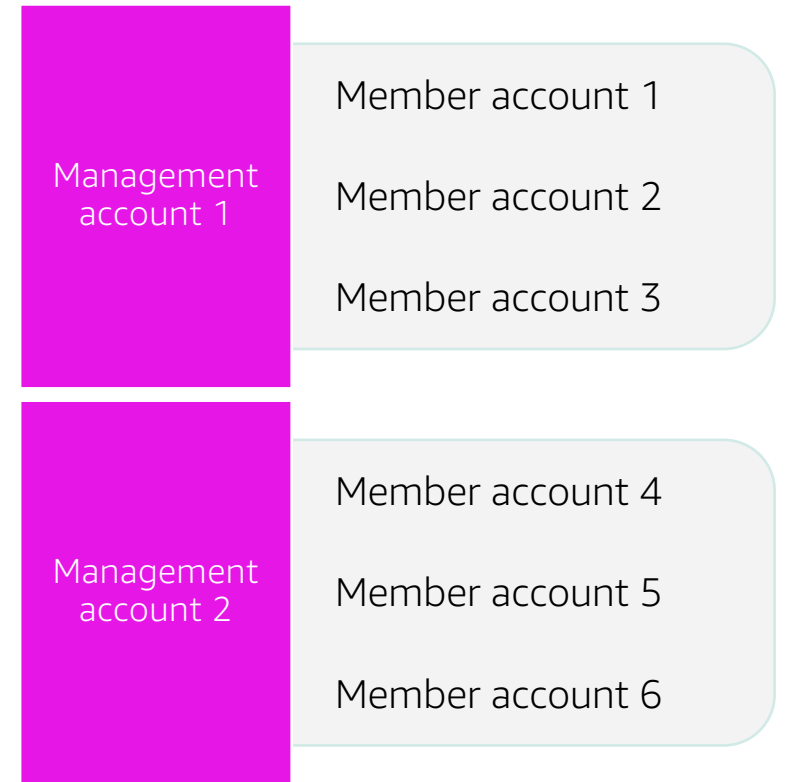 Management
account 1
Member account 1
Member account 2
Member account 3
Management
account 2
Member account 4
Member account 5
Member account 6